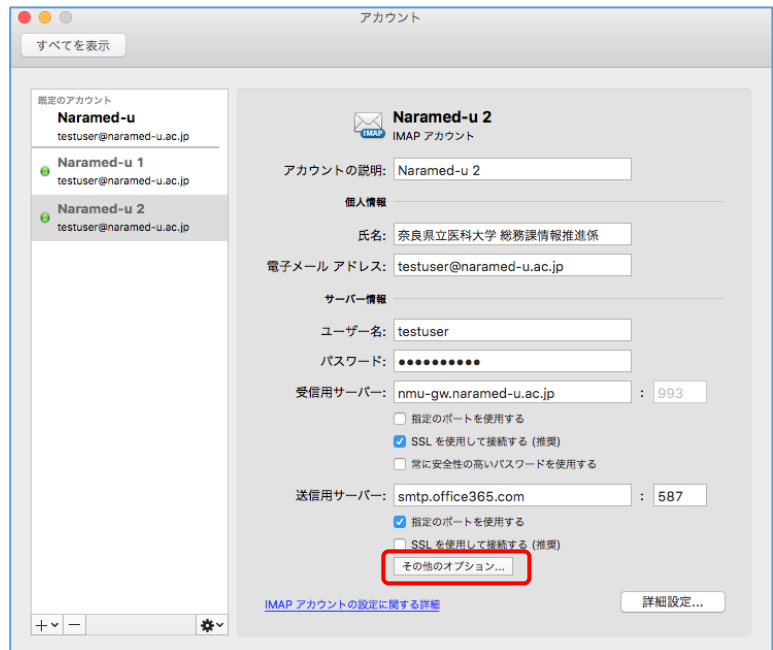 アカウント
すべてを表示
既定のアカウント
Naramed-u
testuser@naramed-u.ac.jp
Naramed-u 1
testuser@naramed-u.ac.jp
Naramed-u 2
testuser@naramed-u.ac.jp
Naramed-u 2
IMAP
IMAP アカウント
アカウントの説明: Naramed-u 2
個人情報
氏名: 奈良県立医科大学 総務課情報推進係
電子メール アドレス: testuser@naramed-u.ac.jp
サーバー情報
ユーザー名: testuser
パスワード: ●●●●●●●●●●
受信用サーバー: nmu-gw.naramed-u.ac.jp : 993
指定のポートを使用する
SSL を使用して接続する (推奨)
常に安全性の高いパスワードを使用する
送信用サーバー: smtp.office365.com : 587
指定のポートを使用する
SSL を使用して接続する (推奨)
その他のオプション...
IMAP アカウントの設定に関する詳細
詳細設定...